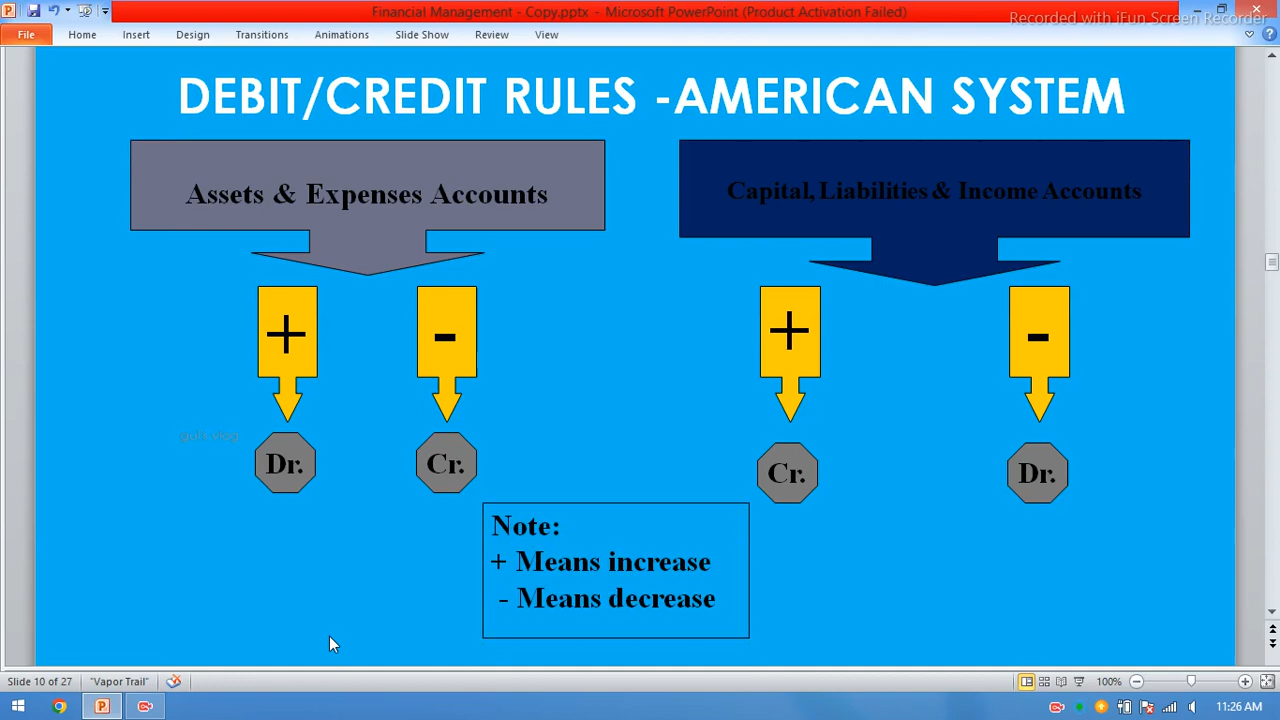 Financial Management - Copy.pptx - Microsoft PowerPoint (Product Activation Failed)
Recorded with iFun Screen Recorder
File Home Insert Design Transitions Animations Slide Show Review View
DEBIT/CREDIT RULES -AMERICAN SYSTEM
Assets & Expenses Accounts
Capital, Liabilities & Income Accounts
+ - + -
Dr. Cr. Cr. Dr.
Note:
+ Means increase
- Means decrease
Slide 10 of 27 "Vapor Trail" 100%
11:26 AM